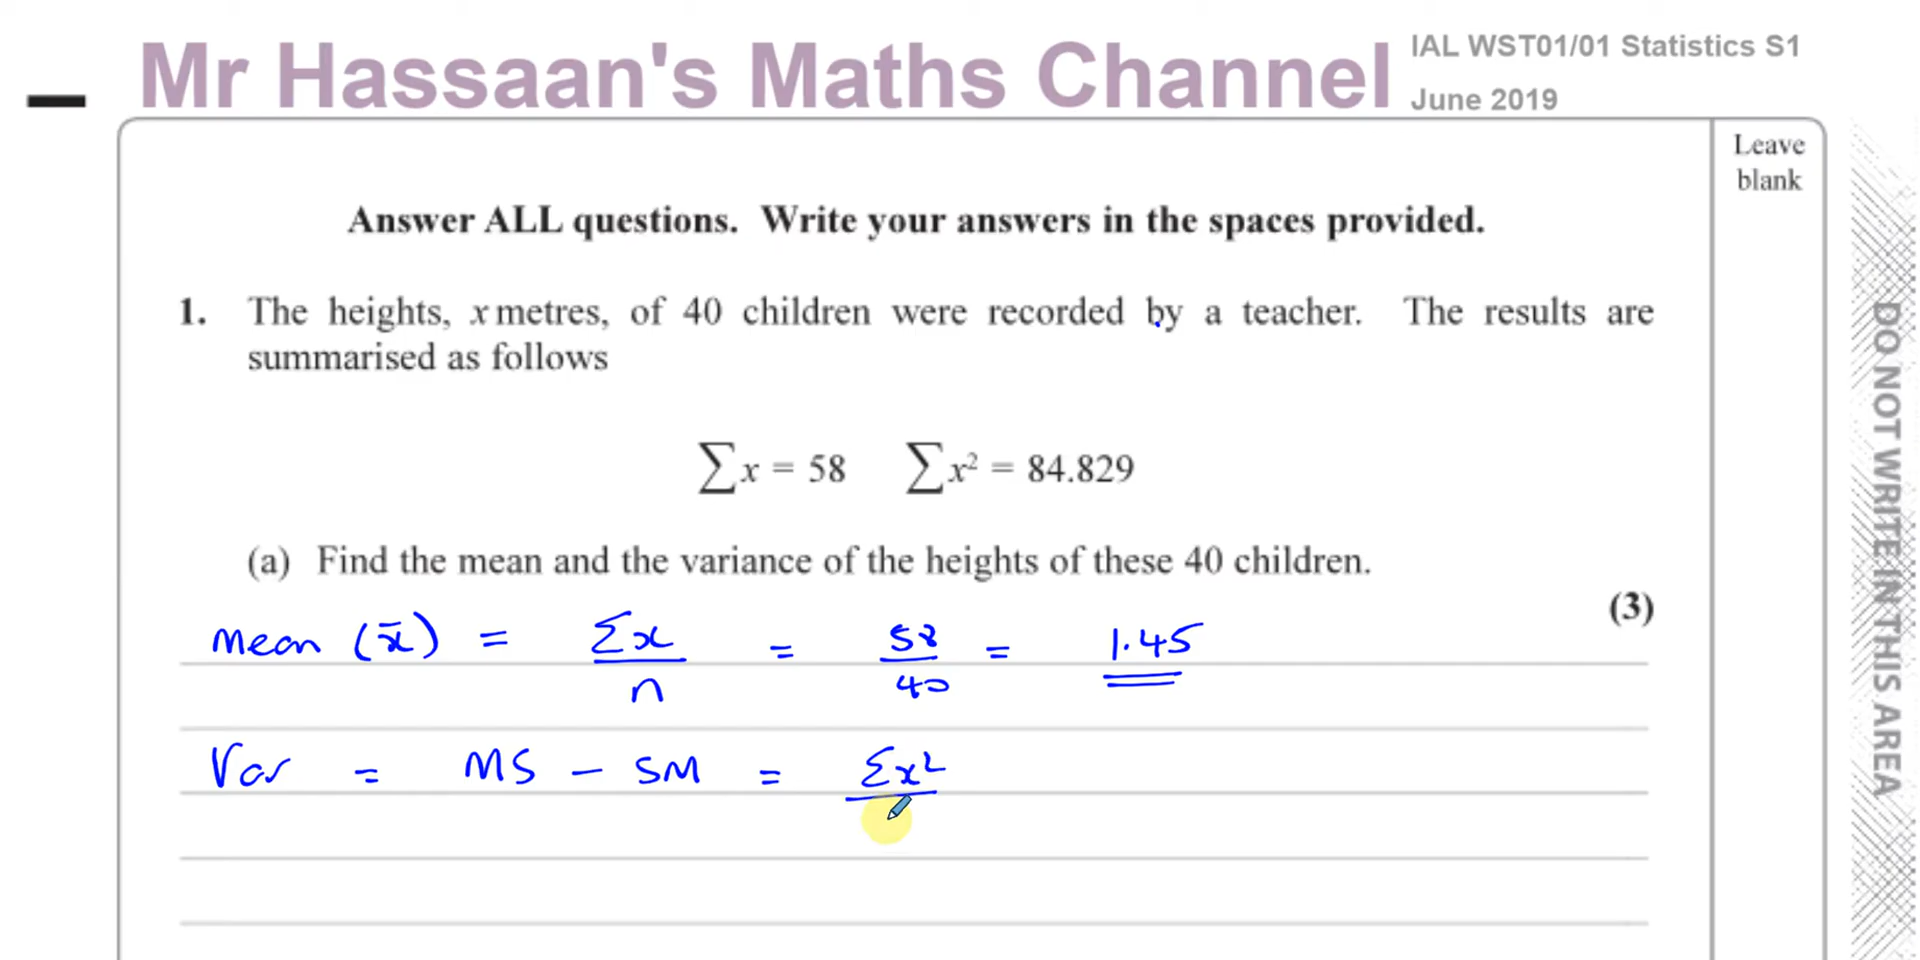 Mr Hassaan's Maths Channel
IAL WST01/01 Statistics S1
June 2019
Leave
blank
Answer ALL questions. Write your answers in the spaces provided.
1. The heights, x metres, of 40 children were recorded by a teacher. The results are
summarised as follows
∑x = 58 ∑x² = 84.829
(a) Find the mean and the variance of the heights of these 40 children.
(3)
mean (x̄) = Σx/n = 58/40 = 1.45
Var = MS - SM = Σx²
DO NOT WRITE IN THIS AREA